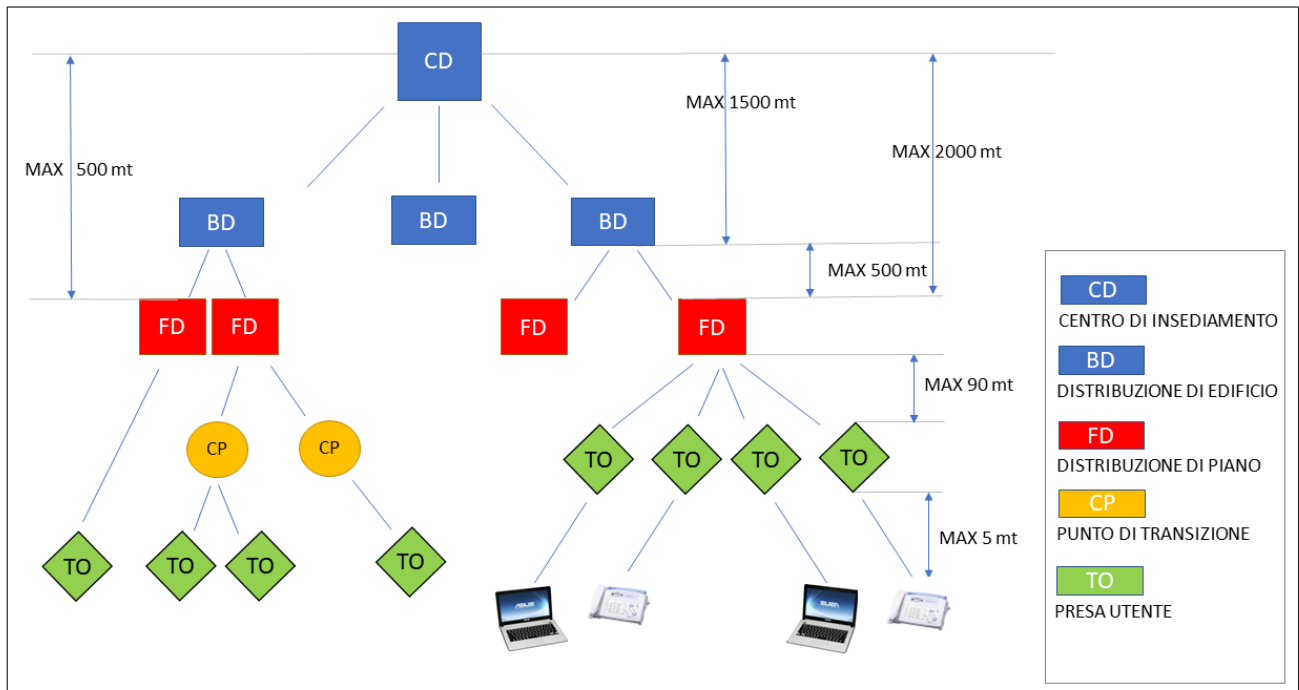 CD
MAX 1500 mt
MAX 2000 mt
MAX 500 mt
BD
BD
BD
MAX 500 mt
FD
FD
FD
FD
MAX 90 mt
CP
CP
TO
TO
TO
TO
TO
TO
TO
TO
MAX 5 mt
ASUS
CD
CENTRO DI INSEDIAMENTO
BD
DISTRIBUZIONE DI EDIFICIO
FD
DISTRIBUZIONE DI PIANO
CP
PUNTO DI TRANSIZIONE
TO
PRESA UTENTE